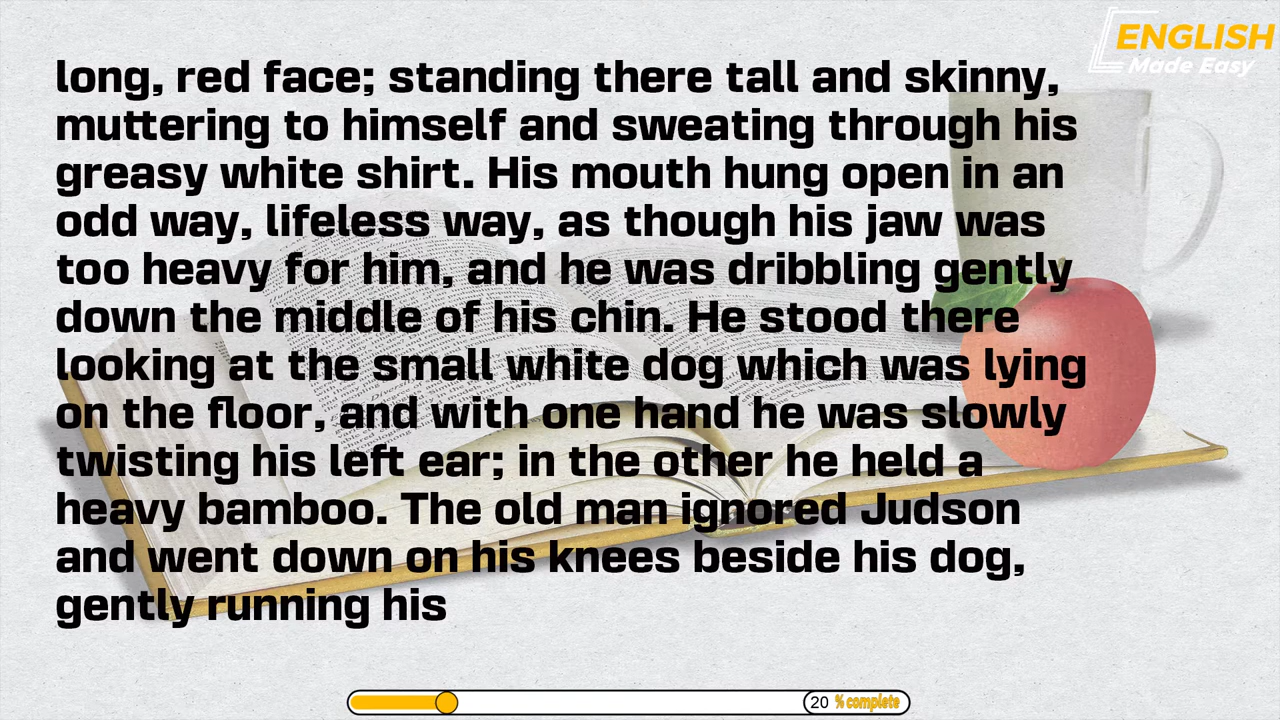 ENGLISH
Made Easy
long, red face; standing there tall and skinny,
muttering to himself and sweating through his
greasy white shirt. His mouth hung open in an
odd way, lifeless way, as though his jaw was
too heavy for him, and he was dribbling gently
down the middle of his chin. He stood there
looking at the small white dog which was lying
on the floor, and with one hand he was slowly
twisting his left ear; in the other he held a
heavy bamboo. The old man ignored Judson
and went down on his knees beside his dog,
gently running his
20 % complete